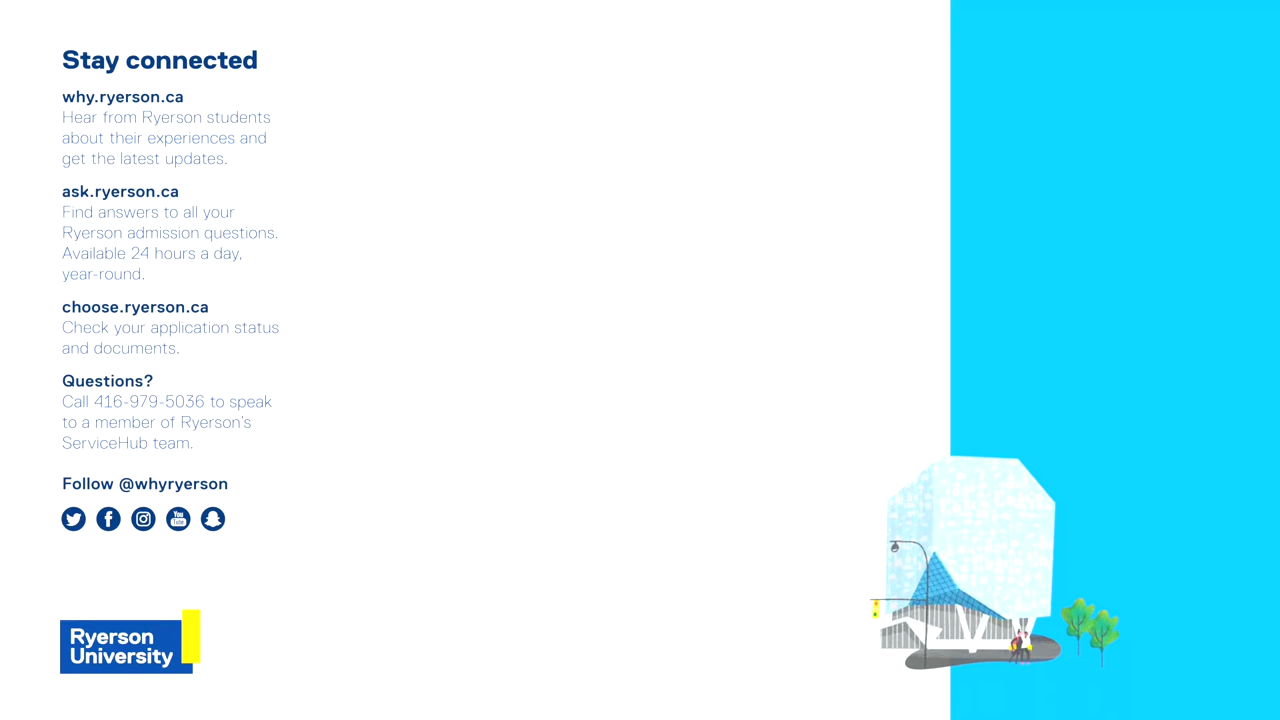 Stay connected
why.ryerson.ca
Hear from Ryerson students
about their experiences and
get the latest updates.
ask.ryerson.ca
Find answers to all your
Ryerson admission questions.
Available 24 hours a day,
year-round.
choose.ryerson.ca
Check your application status
and documents.
Questions?
Call 416-979-5036 to speak
to a member of Ryerson's
ServiceHub team.
Follow @whyryerson
You
Tube
Ryerson
University